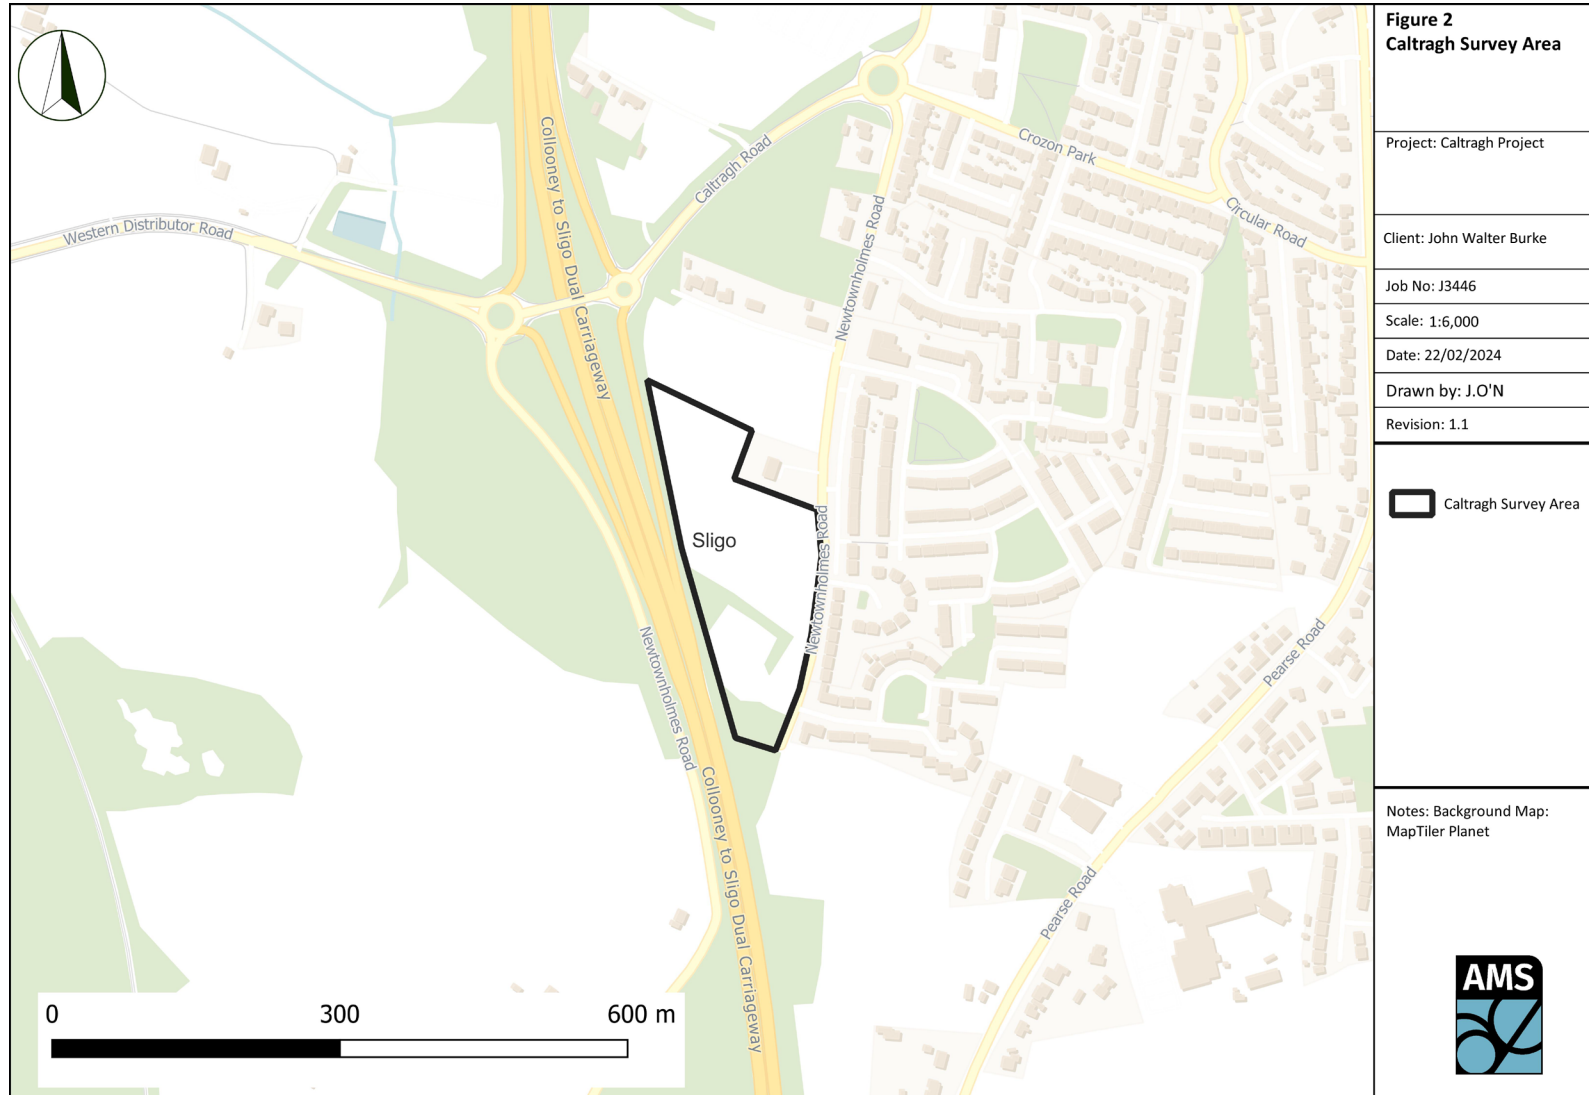 Figure 2
Caltragh Survey Area
Project: Caltragh Project
Client: John Walter Burke
Job No: J3446
Scale: 1:6,000
Date: 22/02/2024
Drawn by: J.O'N
Revision: 1.1
Caltragh Survey Area
Notes: Background Map:
MapTiler Planet
AMS
Collooney to Sligo Dual Carriageway
Caltragh Road
Crozon Park
Circular Road
Western Distributor Road
Newtownholmes Road
Sligo
Newtownholmes Road
Newtownholmes Road
Pearse Road
Collooney to Sligo Dual Carriageway
Pearse Road
0 300 600 m